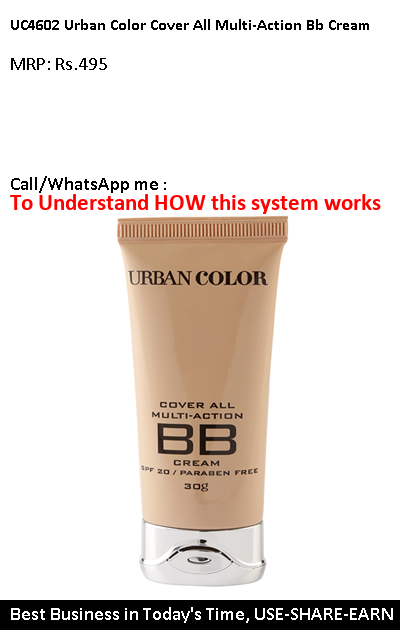 UC4602 Urban Color Cover All Multi-Action Bb Cream
MRP: Rs.495
Call/WhatsApp me :
To Understand HOW this system works
URBAN COLOR
COVER ALL
MULTI-ACTION
BB
CREAM
SPF 20 / PARABEN FREE
30g
Best Business in Today's Time, USE-SHARE-EARN